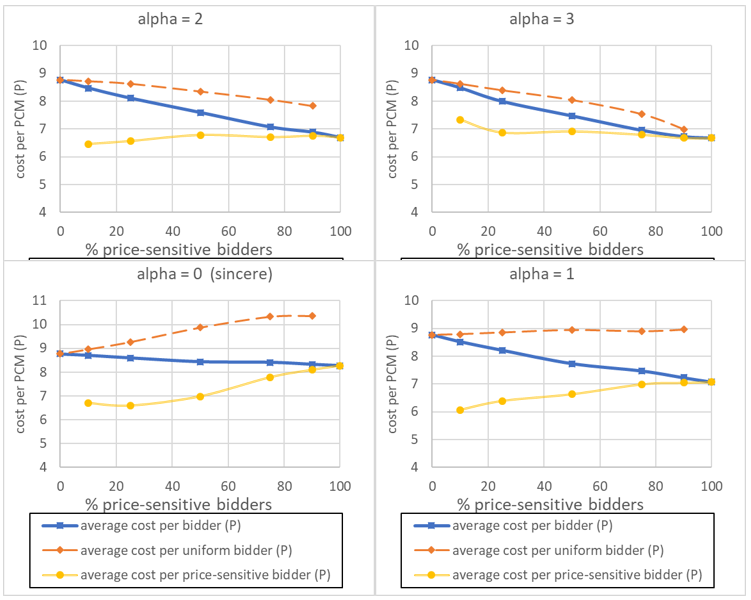 alpha = 2
cost per PCM (P)
10
9
8
7
6
5
4
0 20 40 60 80 100
% price-sensitive bidders
alpha = 3
cost per PCM (P)
10
9
8
7
6
5
4
0 20 40 60 80 100
% price-sensitive bidders
alpha = 0 (sincere)
cost per PCM (P)
11
10
9
8
7
6
5
4
0 20 40 60 80 100
% price-sensitive bidders
average cost per bidder (P)
average cost per uniform bidder (P)
average cost per price-sensitive bidder (P)
alpha = 1
cost per PCM (P)
10
9
8
7
6
5
4
0 20 40 60 80 100
% price-sensitive bidders
average cost per bidder (P)
average cost per uniform bidder (P)
average cost per price-sensitive bidder (P)